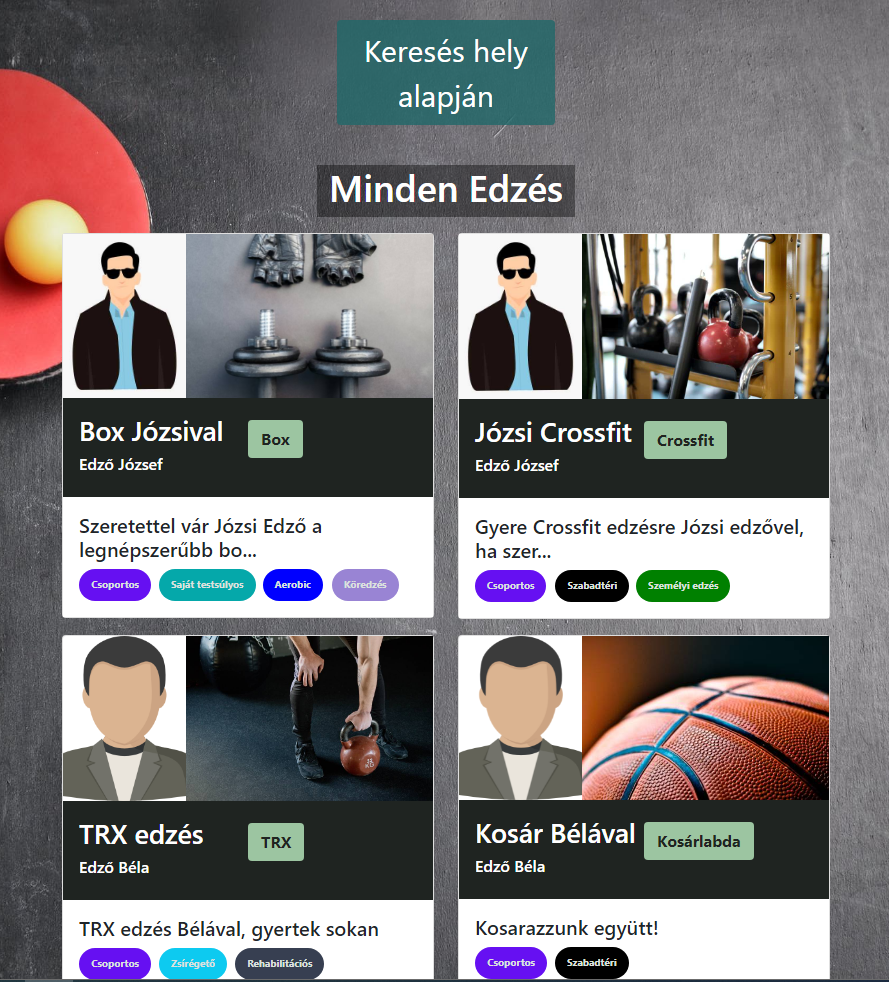 Keresés hely
alapján
Minden Edzés
Box Józsival
Box
Edző József
Szeretettel vár Józsi Edző a
legnépszerűbb bo...
Csoportos
Saját testsúlyos
Aerobic
Köredzés
Józsi Crossfit
Crossfit
Edző József
Gyere Crossfit edzésre Józsi edzővel,
ha szer...
Csoportos
Szabadtéri
Személyi edzés
TRX edzés
TRX
Edző Béla
TRX edzés Bélával, gyertek sokan
Csoportos
Zsírégető
Rehabilitációs
Kosár Bélával
Kosárlabda
Edző Béla
Kosarazzunk együtt!
Csoportos
Szabadtéri